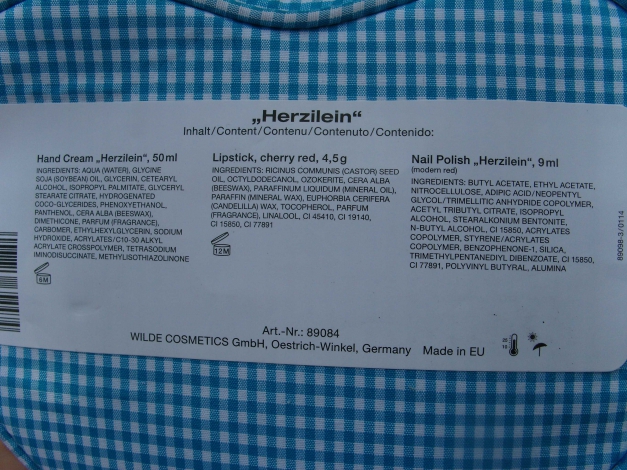 „Herzilein“
Inhalt/Content/Contenu/Contenuto/Contenido:
Hand Cream „Herzilein“, 50 ml
INGREDIENTS: AQUA (WATER), GLYCINE
SOJA (SOYBEAN) OIL, GLYCERIN, CETEARYL
ALCOHOL, ISOPROPYL PALMITATE, GLYCERYL
STEARATE CITRATE, HYDROGENATED
COCO-GLYCERIDES, PHENOXYETHANOL,
PANTHENOL, CERA ALBA (BEESWAX),
DIMETHICONE, PARFUM (FRAGRANCE),
CARBOMER, ETHYLHEXYLGLYCERIN, SODIUM
HYDROXIDE, ACRYLATES/C10-30 ALKYL
ACRYLATE CROSSPOLYMER, TETRASODIUM
IMINODISUCCINATE, METHYLISOTHIAZOLINONE
6M
Lipstick, cherry red, 4,5 g
INGREDIENTS: RICINUS COMMUNIS (CASTOR) SEED
OIL, OCTYLDODECANOL, OZOKERITE, CERA ALBA
(BEESWAX), PARAFFINUM LIQUIDUM (MINERAL OIL),
PARAFFIN (MINERAL WAX), EUPHORBIA CERIFERA
(CANDELILLA) WAX, TOCOPHEROL, PARFUM
(FRAGRANCE), LINALOOL, CI 45410, CI 19140,
CI 15850, CI 77891
12M
Nail Polish „Herzilein“, 9 ml
(modern red)
INGREDIENTS: BUTYL ACETATE, ETHYL ACETATE,
NITROCELLULOSE, ADIPIC ACID/NEOPENTYL
GLYCOL/TRIMELLITIC ANHYDRIDE COPOLYMER,
ACETYL TRIBUTYL CITRATE, ISOPROPYL
ALCOHOL, STEARALKONIUM BENTONITE,
N-BUTYL ALCOHOL, CI 15850, ACRYLATES
COPOLYMER, STYRENE/ACRYLATES
COPOLYMER, BENZOPHENONE-1, SILICA,
TRIMETHYLPENTANEDIYL DIBENZOATE, CI 15850,
CI 77891, POLYVINYL BUTYRAL, ALUMINA
89098-3/0114
Art.-Nr.: 89084
WILDE COSMETICS GmbH, Oestrich-Winkel, Germany Made in EU